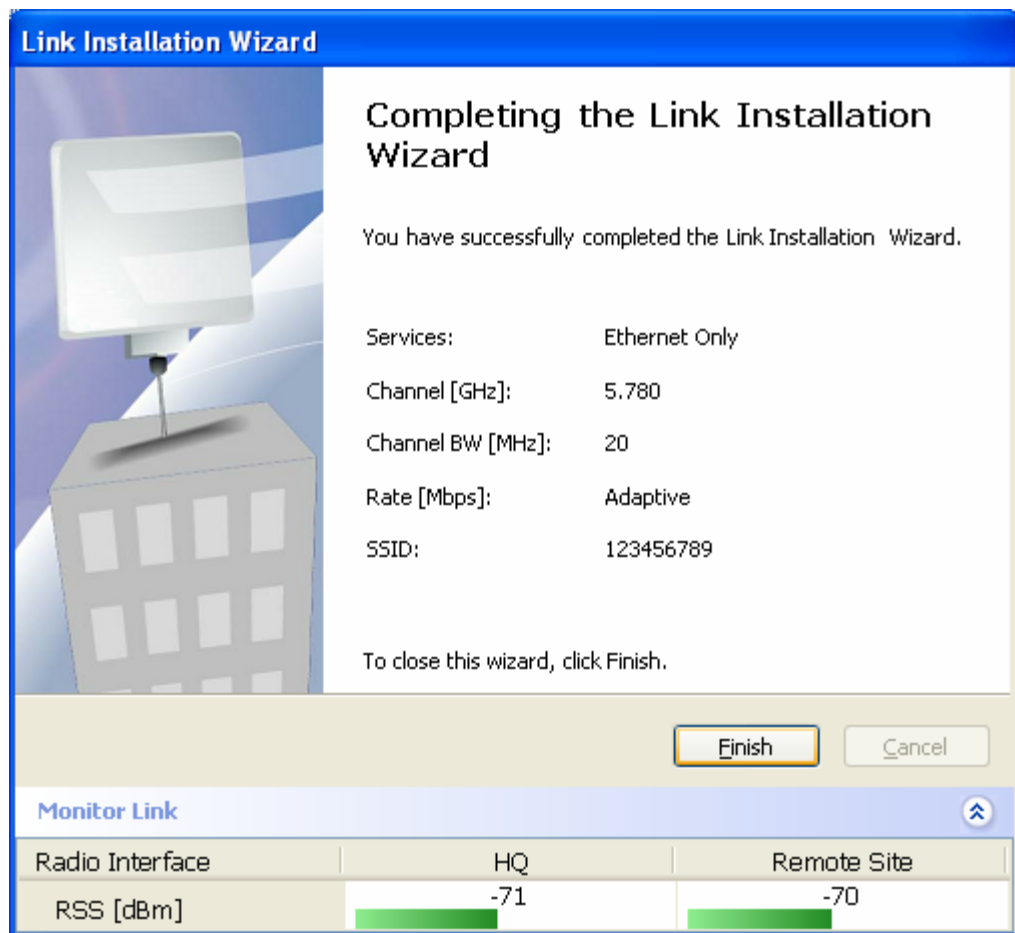 Link Installation Wizard
Completing the Link Installation
Wizard
You have successfully completed the Link Installation Wizard.
Services: Ethernet Only
Channel [GHz]: 5.780
Channel BW [MHz]: 20
Rate [Mbps]: Adaptive
SSID: 123456789
To close this wizard, click Finish.
Finish Cancel
Monitor Link
Radio Interface HQ Remote Site
RSS [dBm] -71 -70